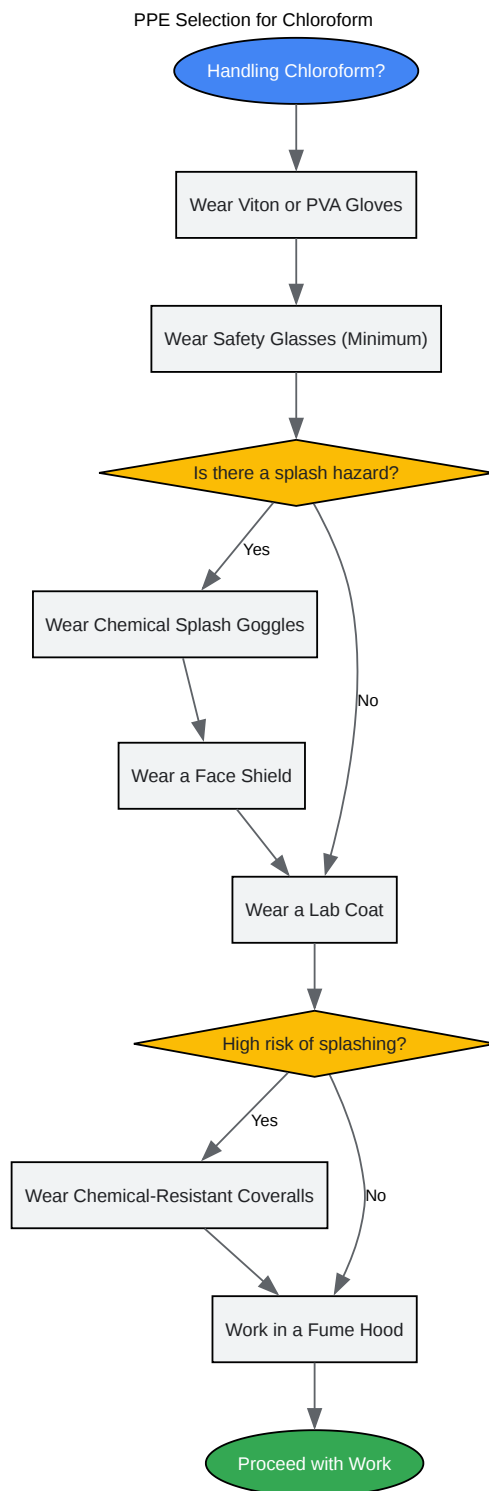 PPE Selection for Chloroform
Handling Chloroform?
Wear Viton or PVA Gloves
Wear Safety Glasses (Minimum)
Is there a splash hazard?
Yes
Wear Chemical Splash Goggles
No
Wear a Face Shield
Wear a Lab Coat
High risk of splashing?
Yes
Wear Chemical-Resistant Coveralls
No
Work in a Fume Hood
Proceed with Work